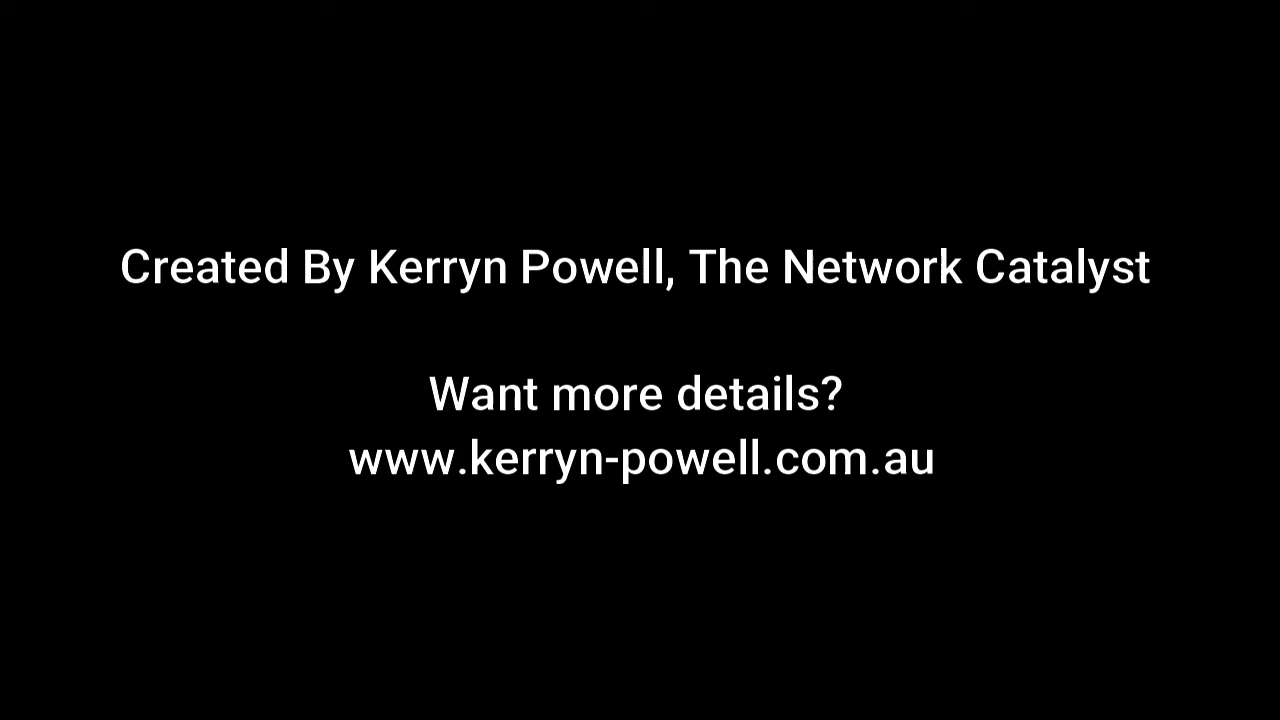 Created By Kerryn Powell, The Network Catalyst
Want more details?
www.kerryn-powell.com.au